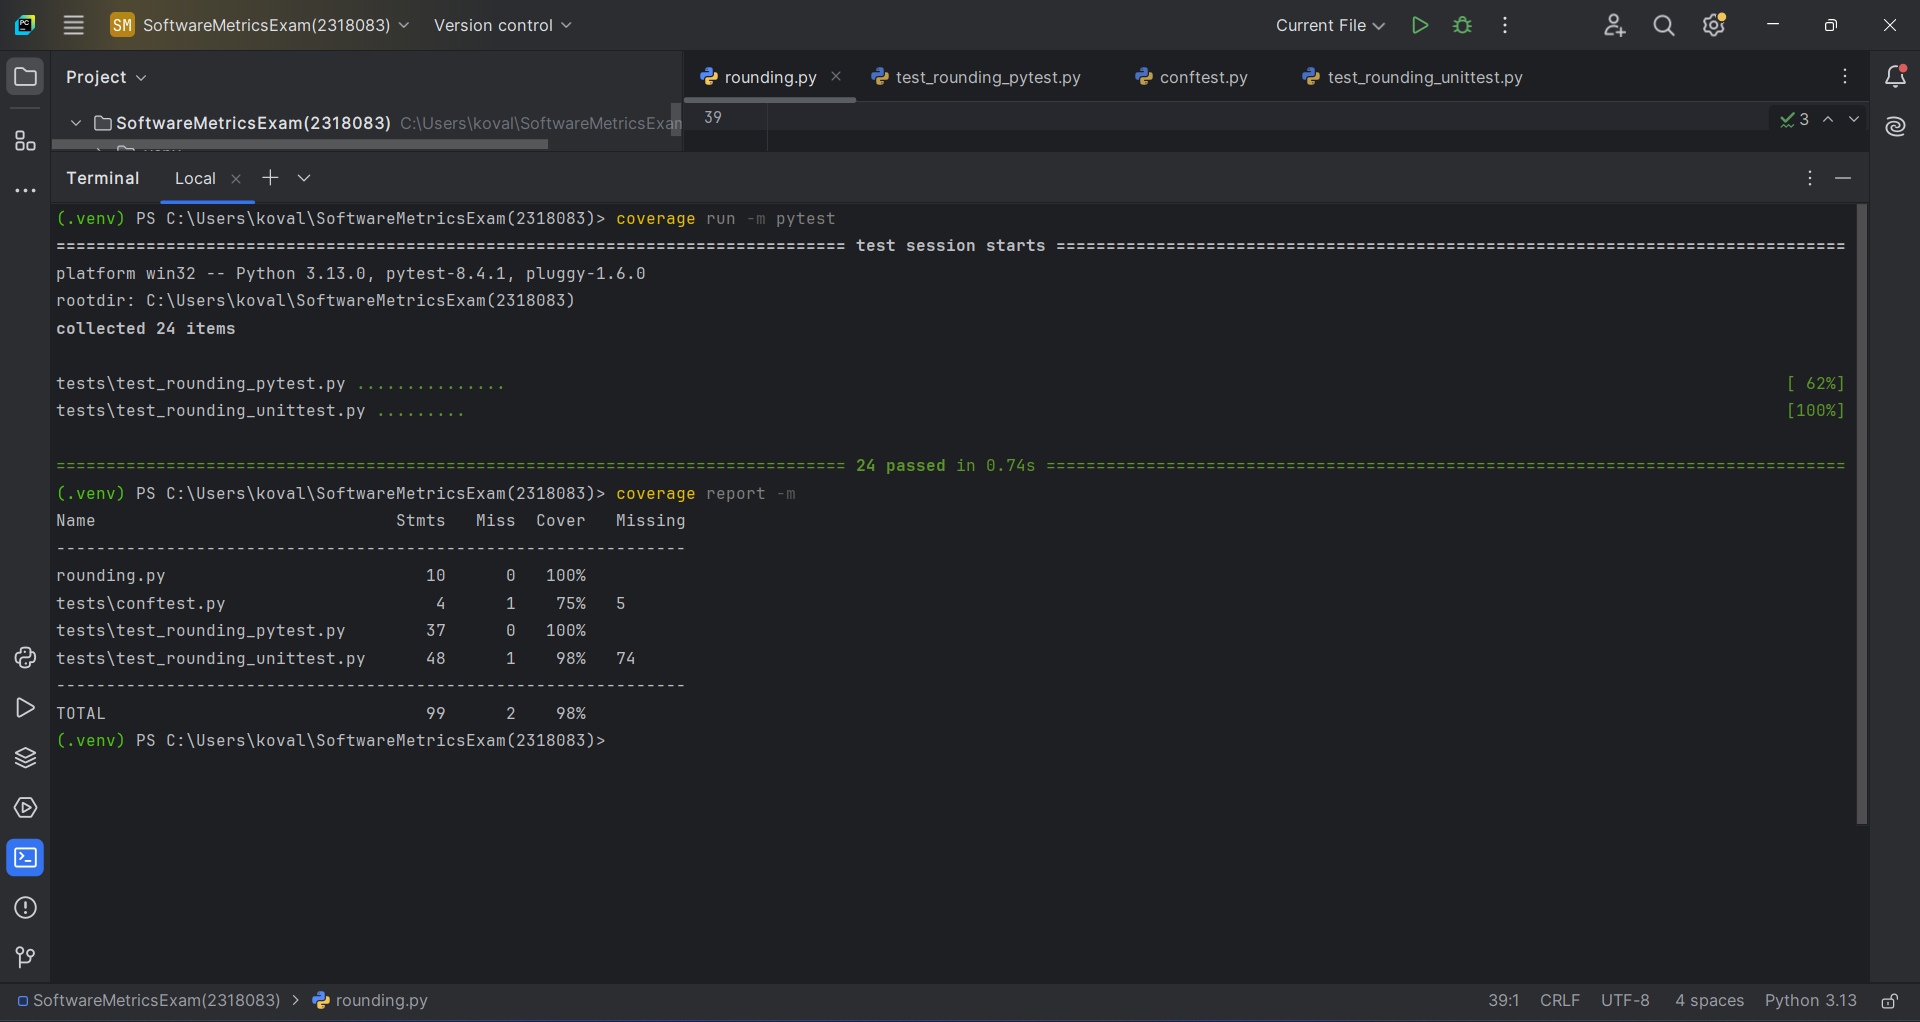 SM SoftwareMetricsExam(2318083) Version control Current File
Project rounding.py test_rounding_pytest.py conftest.py test_rounding_unittest.py
SoftwareMetricsExam(2318083) C:\Users\koval\SoftwareMetricsExam 39 3
Terminal Local
(.venv) PS C:\Users\koval\SoftwareMetricsExam(2318083)> coverage run -m pytest
=============================================================================== test session starts ===============================================================================
platform win32 -- Python 3.13.0, pytest-8.4.1, pluggy-1.6.0
rootdir: C:\Users\koval\SoftwareMetricsExam(2318083)
collected 24 items
tests\test_rounding_pytest.py ............... [ 62%]
tests\test_rounding_unittest.py ......... [100%]
=============================================================================== 24 passed in 0.74s ================================================================================
(.venv) PS C:\Users\koval\SoftwareMetricsExam(2318083)> coverage report -m
Name Stmts Miss Cover Missing
---------------------------------------------------------------
rounding.py 10 0 100%
tests\conftest.py 4 1 75% 5
tests\test_rounding_pytest.py 37 0 100%
tests\test_rounding_unittest.py 48 1 98% 74
---------------------------------------------------------------
TOTAL 99 2 98%
(.venv) PS C:\Users\koval\SoftwareMetricsExam(2318083)>
SoftwareMetricsExam(2318083) > rounding.py 39:1 CRLF UTF-8 4 spaces Python 3.13